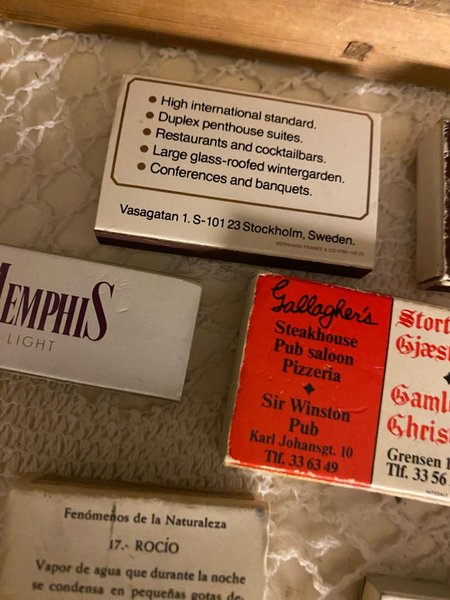 High international standard.
Duplex penthouse suites.
Restaurants and cocktailbars.
Large glass-roofed wintergarden.
Conferences and banquets.
Vasagatan 1. S-101 23 Stockholm, Sweden.
MEMPHIS
LIGHT
Gallagher's
Steakhouse
Pub saloon
Pizzeria
Sir Winston
Pub
Karl Johansgt. 10
Tlf. 33 63 49
Stort
Gjæst
Gaml
Christ
Grensen
Tlf. 33 56
Fenómenos de la Naturaleza
17.- ROCÍO
Vapor de agua que durante la noche
se condensa en pequeñas gotas de-